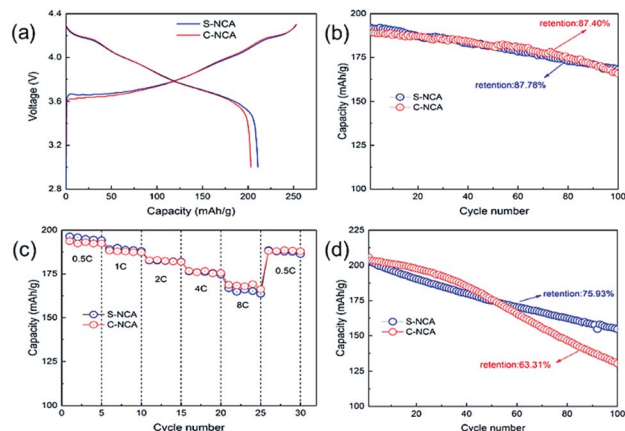 (a)
S-NCA
C-NCA
4.4
4.0
3.6
3.2
2.8
Voltage (V)
0 50 100 150 200 250
Capacity (mAh/g)
(b)
200
175
150
125
100
Capacity (mAh/g)
retention:87.40%
retention:87.78%
S-NCA
C-NCA
20 40 60 80 100
Cycle number
(c)
200
175
150
125
100
Capacity (mAh/g)
0.5C
1C
2C
4C
8C
0.5C
S-NCA
C-NCA
0 5 10 15 20 25 30
Cycle number
(d)
225
200
175
150
125
100
Capacity (mAh/g)
retention:75.93%
S-NCA
C-NCA
retention:63.31%
20 40 60 80 100
Cycle number